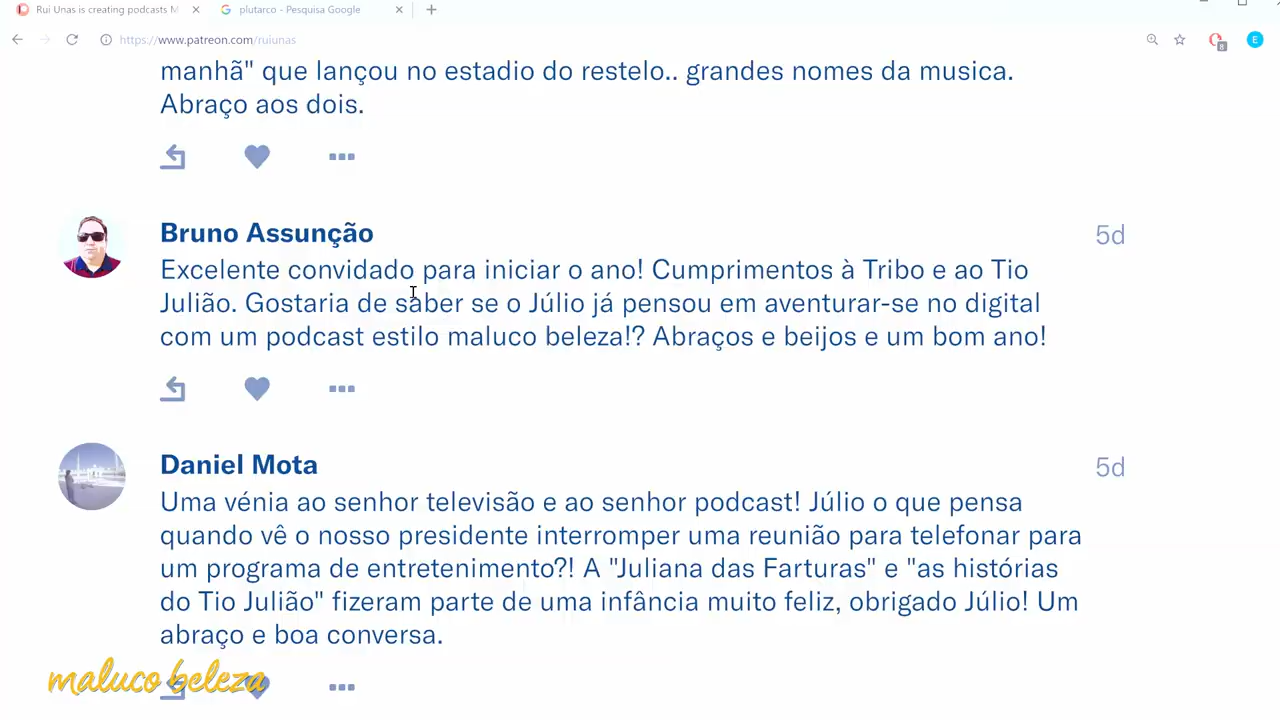 Rui Unas is creating podcasts M
plutarco - Pesquisa Google
https://www.patreon.com/ruiunas
8
E
manhã" que lançou no estadio do restelo.. grandes nomes da musica.
Abraço aos dois.
Bruno Assunção
5d
Excelente convidado para iniciar o ano! Cumprimentos à Tribo e ao Tio
Julião. Gostaria de saber se o Júlio já pensou em aventurar-se no digital
com um podcast estilo maluco beleza!? Abraços e beijos e um bom ano!
Daniel Mota
5d
Uma vénia ao senhor televisão e ao senhor podcast! Júlio o que pensa
quando vê o nosso presidente interromper uma reunião para telefonar para
um programa de entretenimento?! A "Juliana das Farturas" e "as histórias
do Tio Julião" fizeram parte de uma infância muito feliz, obrigado Júlio! Um
abraço e boa conversa.
maluco beleza